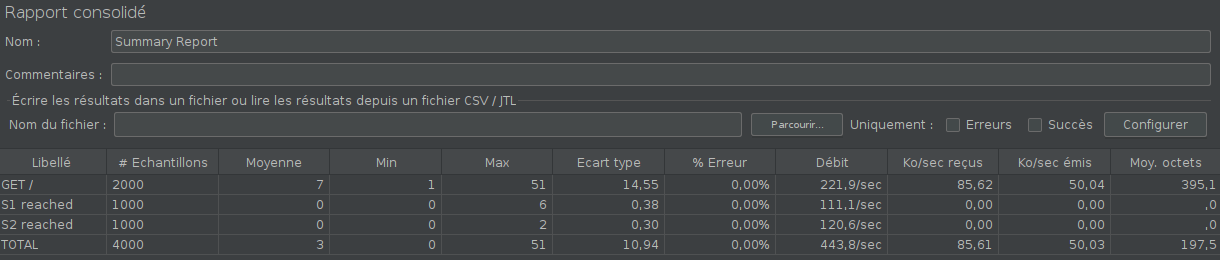 Rapport consolidé
Nom : Summary Report
Commentaires :
Écrire les résultats dans un fichier ou lire les résultats depuis un fichier CSV / JTL
Nom du fichier : Parcourir... Uniquement : Erreurs Succès Configurer
Libellé # Echantillons Moyenne Min Max Ecart type % Erreur Débit Ko/sec reçus Ko/sec émis Moy. octets
GET / 2000 7 1 51 14,55 0,00% 221,9/sec 85,62 50,04 395,1
S1 reached 1000 0 0 6 0,38 0,00% 111,1/sec 0,00 0,00 ,0
S2 reached 1000 0 0 2 0,30 0,00% 120,6/sec 0,00 0,00 ,0
TOTAL 4000 3 0 51 10,94 0,00% 443,8/sec 85,61 50,03 197,5